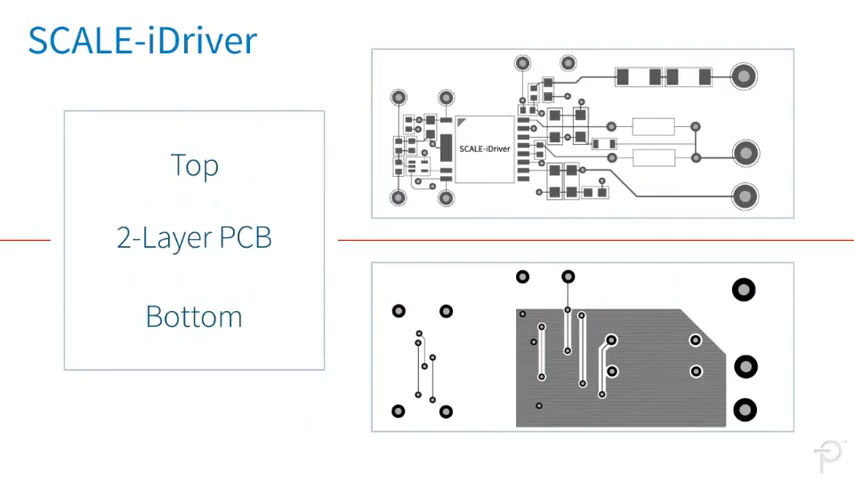 SCALE-iDriver
Top
2-Layer PCB
Bottom
SCALE-iDriver